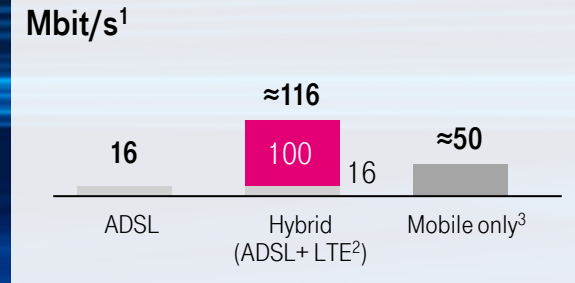 Mbit/s¹
≈116
16
100
16
≈50
ADSL
Hybrid
(ADSL+ LTE²)
Mobile only³